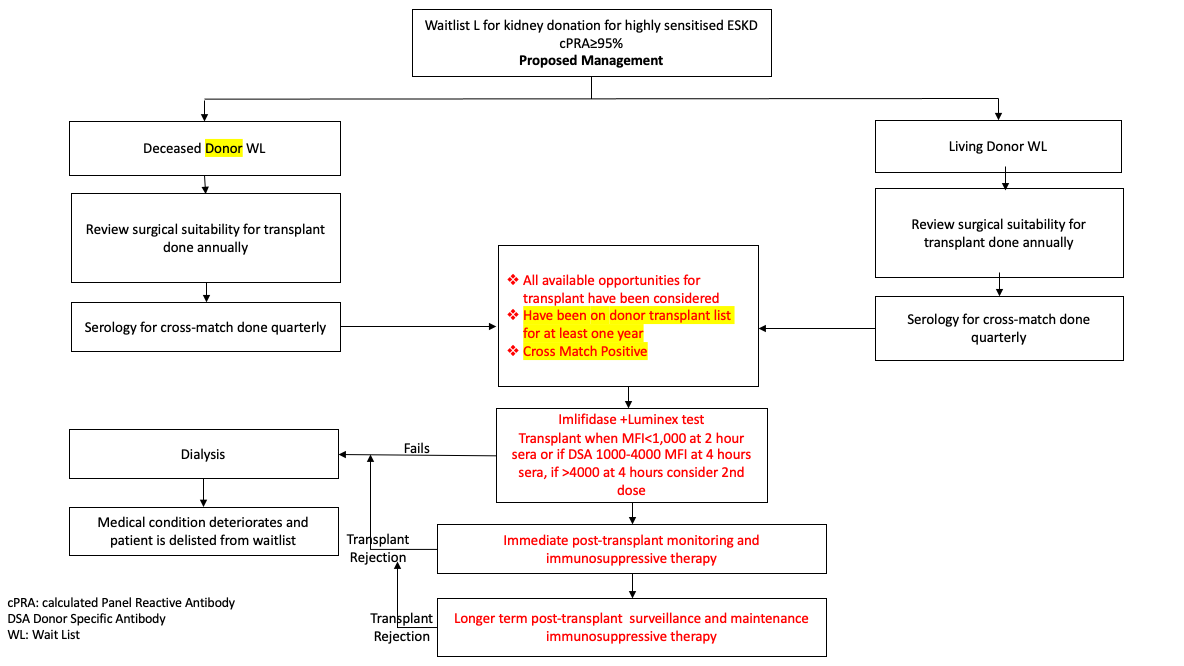 Waitlist L for kidney donation for highly sensitised ESKD
cPRA≥95%
Proposed Management
Deceased Donor WL
Living Donor WL
Review surgical suitability for transplant
done annually
Review surgical suitability for
transplant done annually
Serology for cross-match done quarterly
Serology for cross-match done
quarterly
❖ All available opportunities for
transplant have been considered
❖ Have been on donor transplant list
for at least one year
❖ Cross Match Positive
Imlifidase +Luminex test
Transplant when MFI<1,000 at 2 hour
sera or if DSA 1000-4000 MFI at 4 hours
sera, if >4000 at 4 hours consider 2nd
dose
Fails
Dialysis
Medical condition deteriorates and
patient is delisted from waitlist
Transplant
Rejection
Immediate post-transplant monitoring and
immunosuppressive therapy
Transplant
Rejection
Longer term post-transplant surveillance and maintenance
immunosuppressive therapy
cPRA: calculated Panel Reactive Antibody
DSA Donor Specific Antibody
WL: Wait List